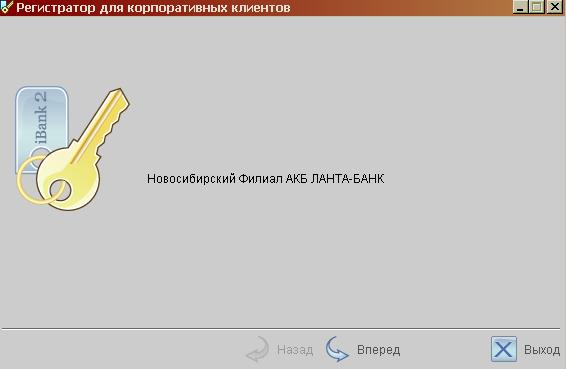 Регистратор для корпоративных клиентов
iBank 2
Новосибирский Филиал АКБ ЛАНТА-БАНК
Назад
Вперед
Выход